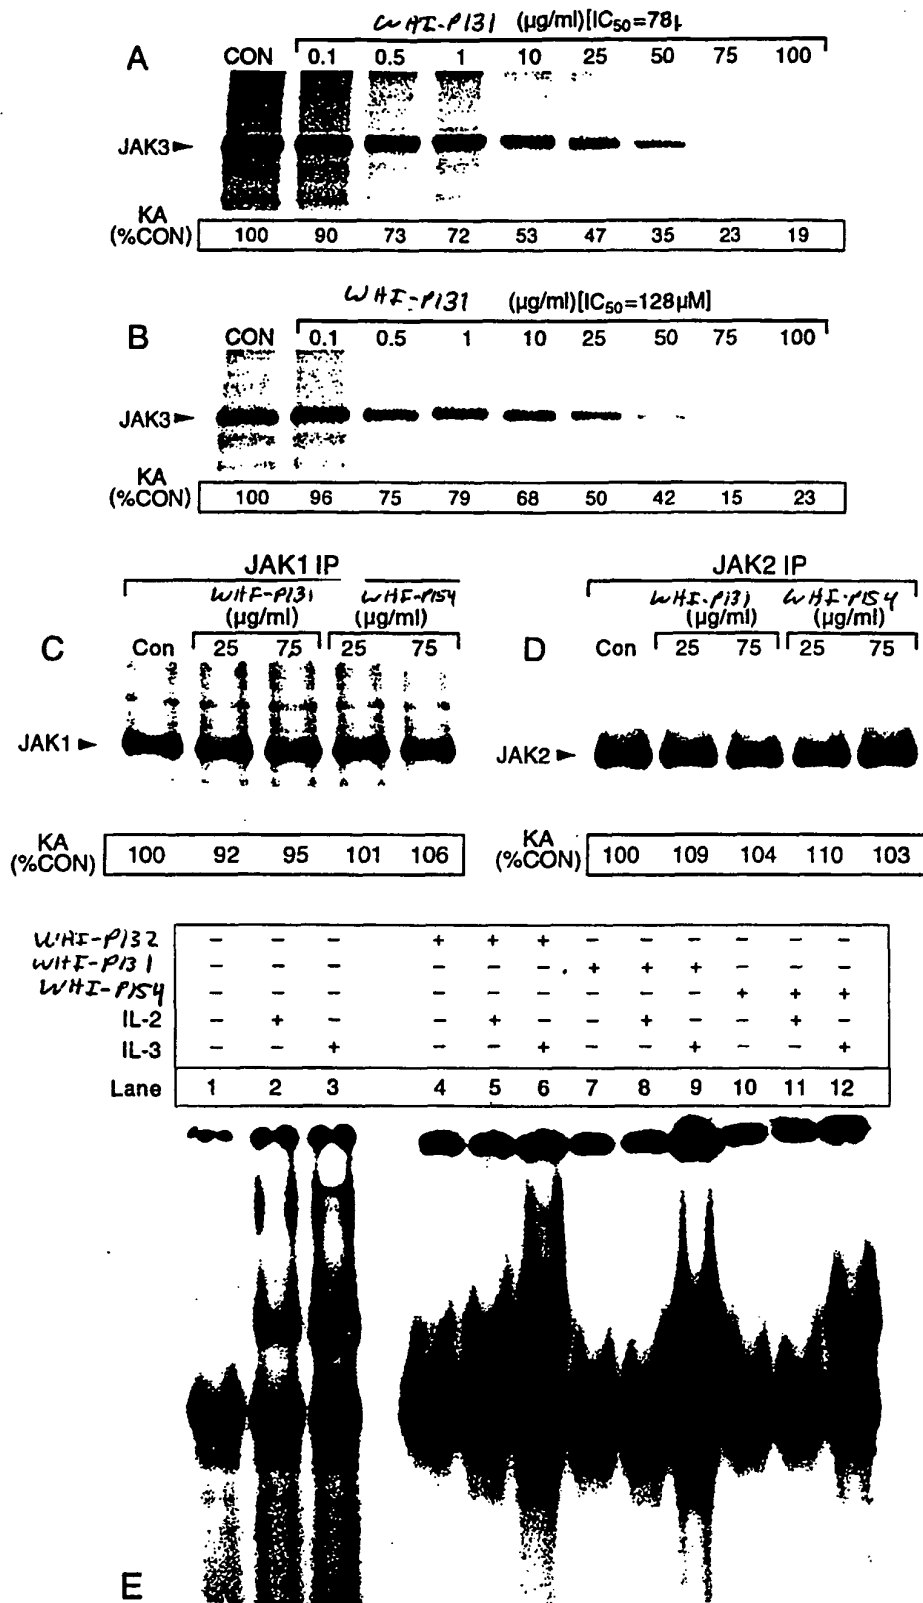 WHI-P131 (µg/ml)[IC50=78µ
A CON 0.1 0.5 1 10 25 50 75 100
JAK3
KA
(%CON) 100 90 73 72 53 47 35 23 19
WHI-P131 (µg/ml)[IC50=128µM]
B CON 0.1 0.5 1 10 25 50 75 100
JAK3
KA
(%CON) 100 96 75 79 68 50 42 15 23
JAK1 IP
WHI-P131 WHI-P154
(µg/ml) (µg/ml)
C Con 25 75 25 75
JAK1
KA
(%CON) 100 92 95 101 106
JAK2 IP
WHI-P131 WHI-P154
(µg/ml) (µg/ml)
D Con 25 75 25 75
JAK2
KA
(%CON) 100 109 104 110 103
WHI-P132 − − − + + + − − − − − −
WHI-P131 − − − − − − + + + − − −
WHI-P154 − − − − − − − − − + + +
IL-2 − + − − + − − + − − + −
IL-3 − − + − − + − − + − − +
Lane 1 2 3 4 5 6 7 8 9 10 11 12
E